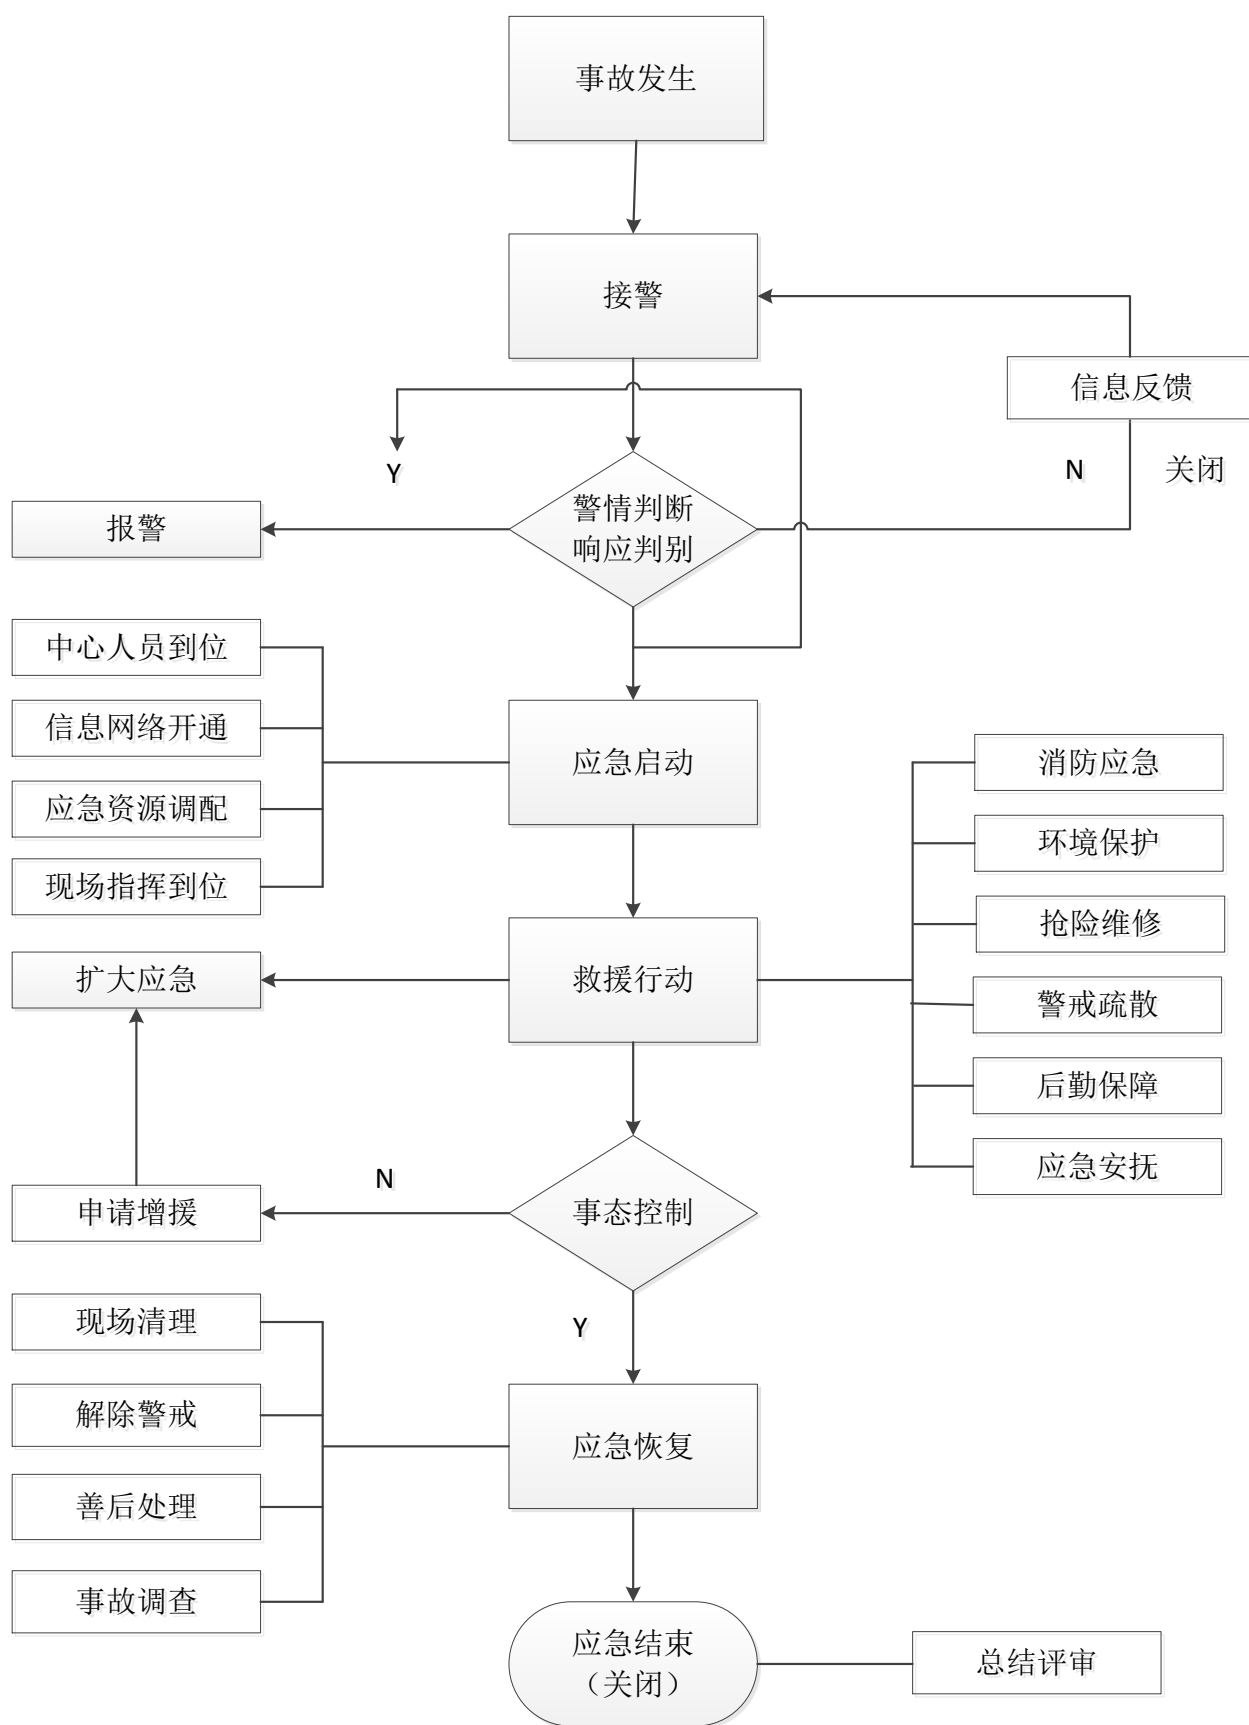 事故发生
接警
信息反馈
Y
N
关闭
警情判断
响应判别
报警
中心人员到位
信息网络开通
应急资源调配
现场指挥到位
应急启动
消防应急
环境保护
抢险维修
警戒疏散
后勤保障
应急安抚
扩大应急
救援行动
N
申请增援
事态控制
Y
现场清理
解除警戒
善后处理
事故调查
应急恢复
应急结束
（关闭）
总结评审